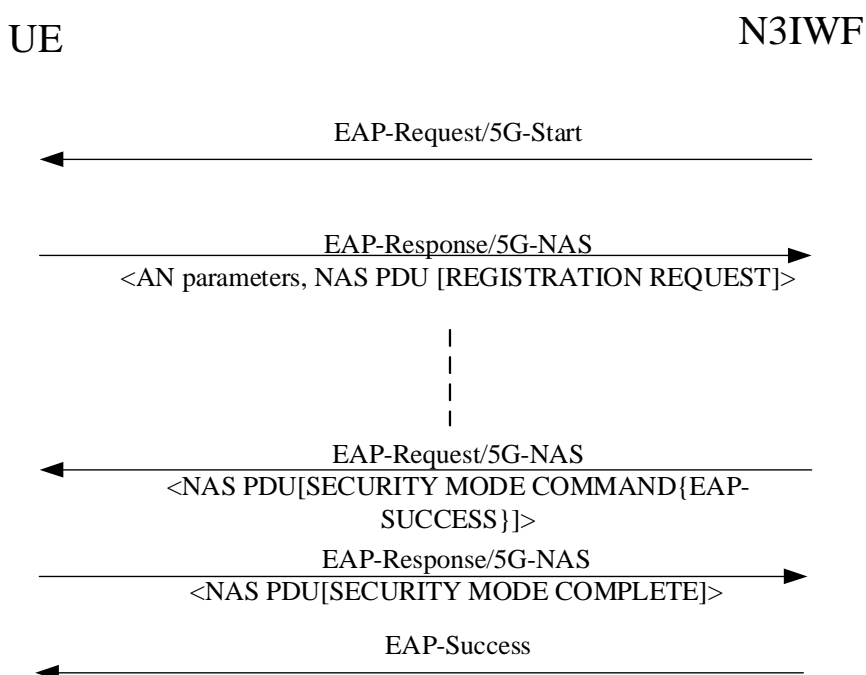 UE
N3IWF
EAP-Request/5G-Start
EAP-Response/5G-NAS
<AN parameters, NAS PDU [REGISTRATION REQUEST]>
EAP-Request/5G-NAS
<NAS PDU[SECURITY MODE COMMAND{EAP-
SUCCESS}]>
EAP-Response/5G-NAS
<NAS PDU[SECURITY MODE COMPLETE]>
EAP-Success